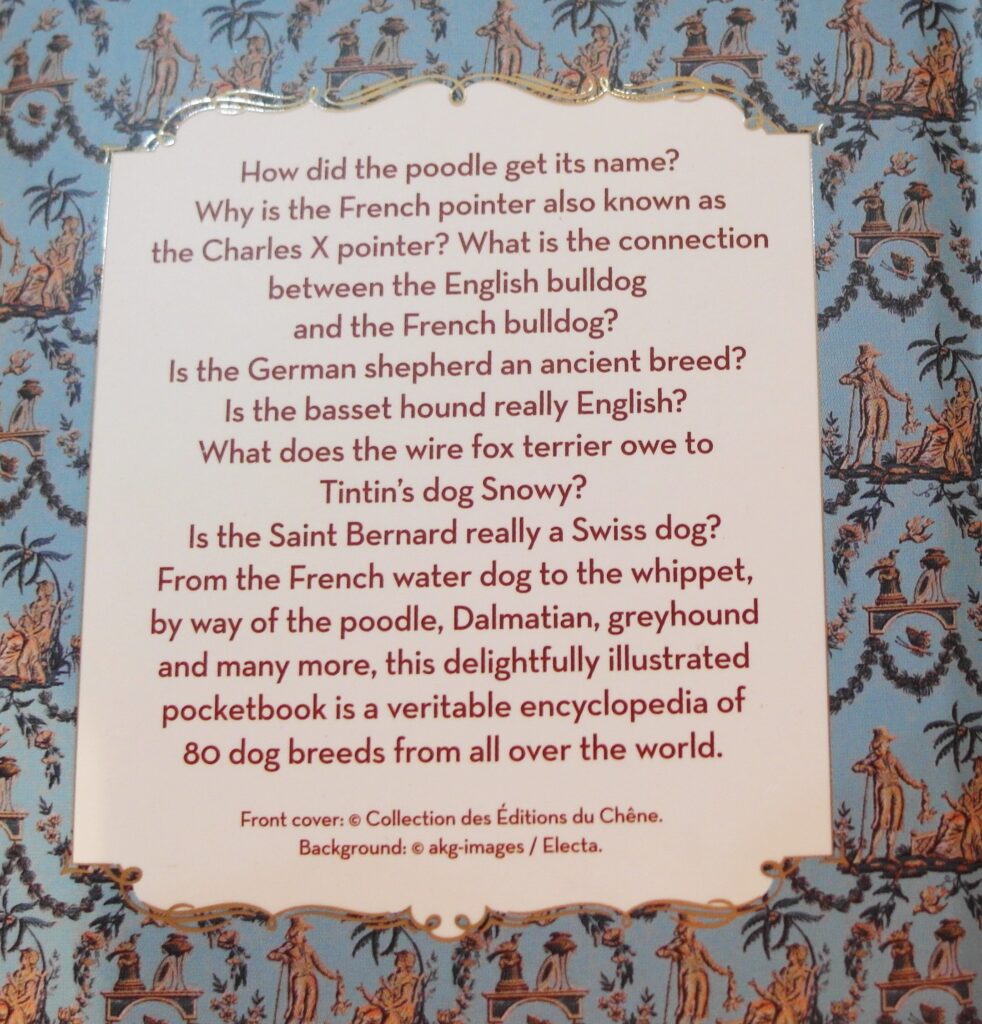 How did the poodle get its name?
Why is the French pointer also known as
the Charles X pointer? What is the connection
between the English bulldog
and the French bulldog?
Is the German shepherd an ancient breed?
Is the basset hound really English?
What does the wire fox terrier owe to
Tintin's dog Snowy?
Is the Saint Bernard really a Swiss dog?
From the French water dog to the whippet,
by way of the poodle, Dalmatian, greyhound
and many more, this delightfully illustrated
pocketbook is a veritable encyclopedia of
80 dog breeds from all over the world.
Front cover: © Collection des Éditions du Chêne.
Background: © akg-images / Electa.